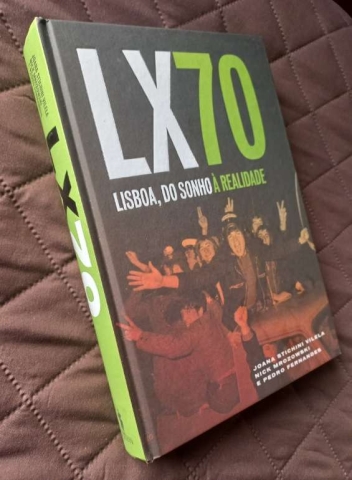 LX70
LISBOA, DO SONHO À REALIDADE
JOANA STICHINI VILELA
NICK MROZOWSKI
E PEDRO FERNANDES
LX70